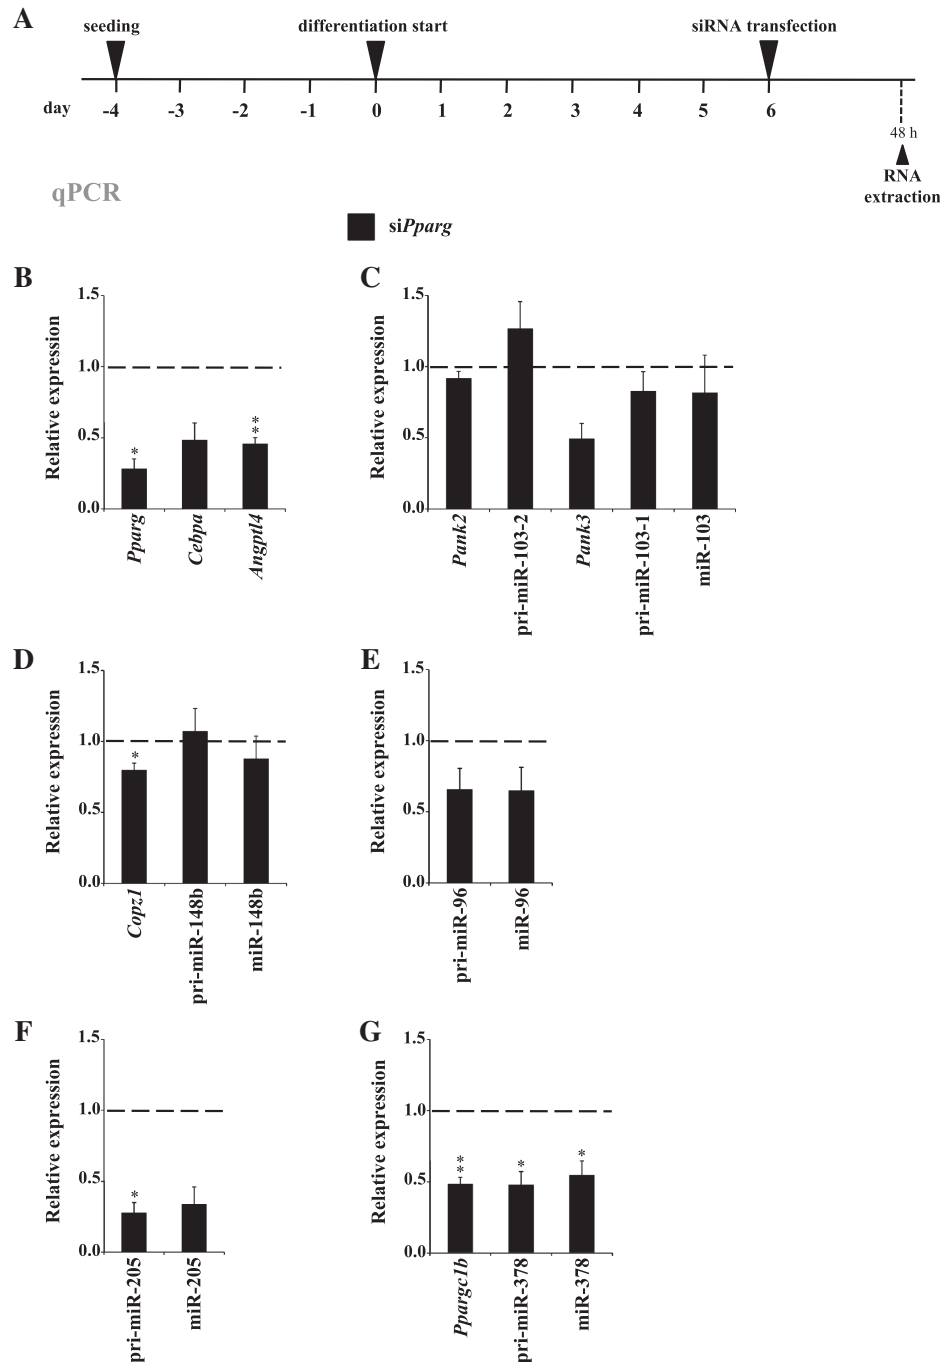 A
seeding
differentiation start
siRNA transfection
day
-4 -3 -2 -1 0 1 2 3 4 5 6
48 h
RNA
extraction
qPCR
siPparg
B
Relative expression
1.5
1.0
0.5
0.0
*
**
Pparg
Cebpa
Angptl4
C
Relative expression
1.5
1.0
0.5
0.0
Pank2
pri-miR-103-2
Pank3
pri-miR-103-1
miR-103
D
Relative expression
1.5
1.0
0.5
0.0
*
Copz1
pri-miR-148b
miR-148b
E
Relative expression
1.5
1.0
0.5
0.0
pri-miR-96
miR-96
F
Relative expression
1.5
1.0
0.5
0.0
*
pri-miR-205
miR-205
G
Relative expression
1.5
1.0
0.5
0.0
**
*
*
Ppargc1b
pri-miR-378
miR-378